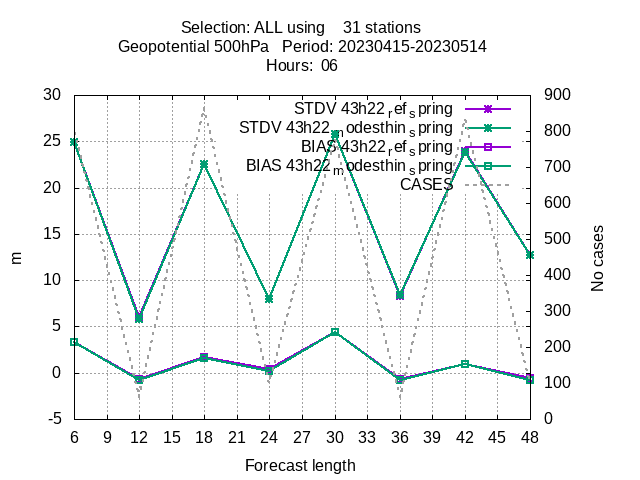 Selection: ALL using    31 stations
Geopotential 500hPa   Period: 20230415-20230514
Hours:  06
30
25
20
15
10
5
0
-5
m
900
800
700
600
500
400
300
200
100
0
No cases
STDV 43h22_ref_spring
STDV 43h22_modesthin_spring
BIAS 43h22_ref_spring
BIAS 43h22_modesthin_spring
CASES
6 9 12 15 18 21 24 27 30 33 36 39 42 45 48
Forecast length